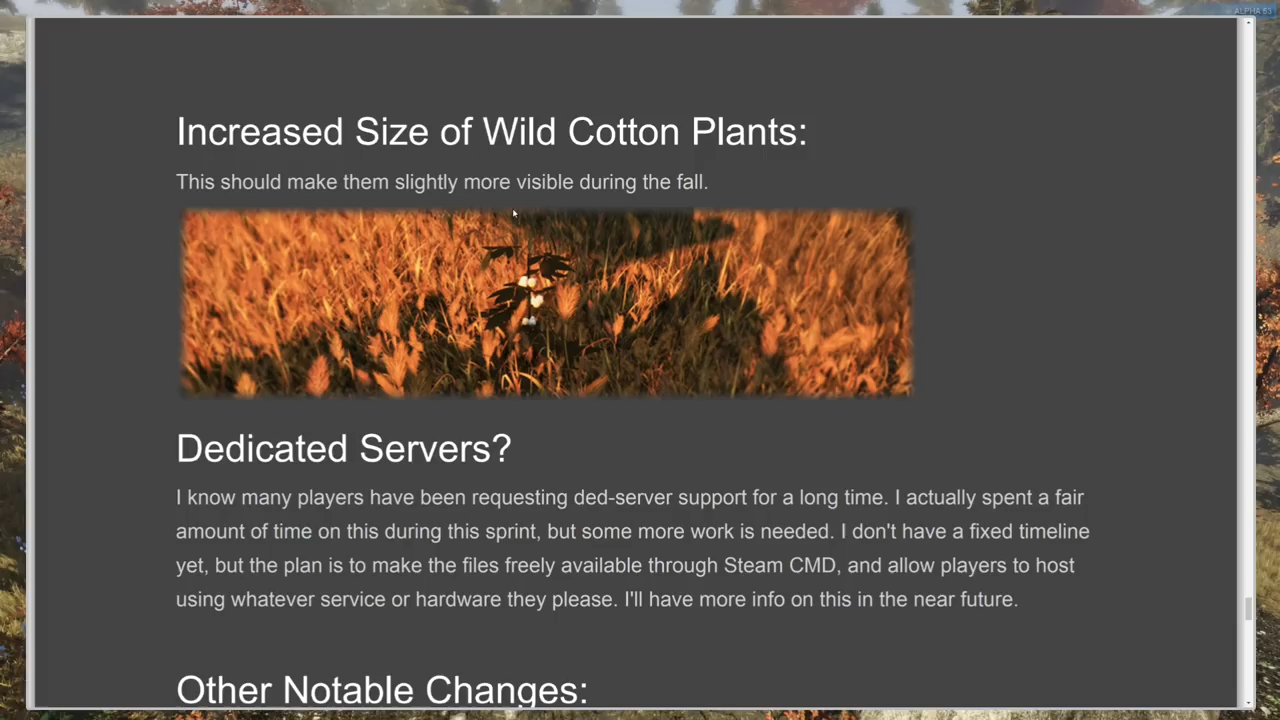 ALPHA 53
Increased Size of Wild Cotton Plants:
This should make them slightly more visible during the fall.
Dedicated Servers?
I know many players have been requesting ded-server support for a long time. I actually spent a fair
amount of time on this during this sprint, but some more work is needed. I don't have a fixed timeline
yet, but the plan is to make the files freely available through Steam CMD, and allow players to host
using whatever service or hardware they please. I'll have more info on this in the near future.
Other Notable Changes: